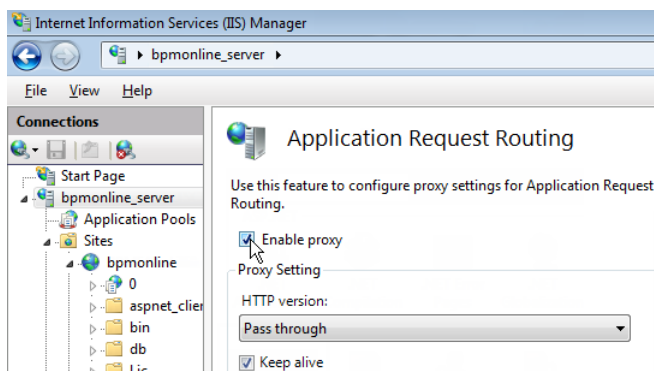 Internet Information Services (IIS) Manager
bpmonline_server
File View Help
Connections
Start Page
bpmonline_server
Application Pools
Sites
bpmonline
0
aspnet_clien
bin
db
Application Request Routing
Use this feature to configure proxy settings for Application Request
Routing.
Enable proxy
Proxy Setting
HTTP version:
Pass through
Keep alive